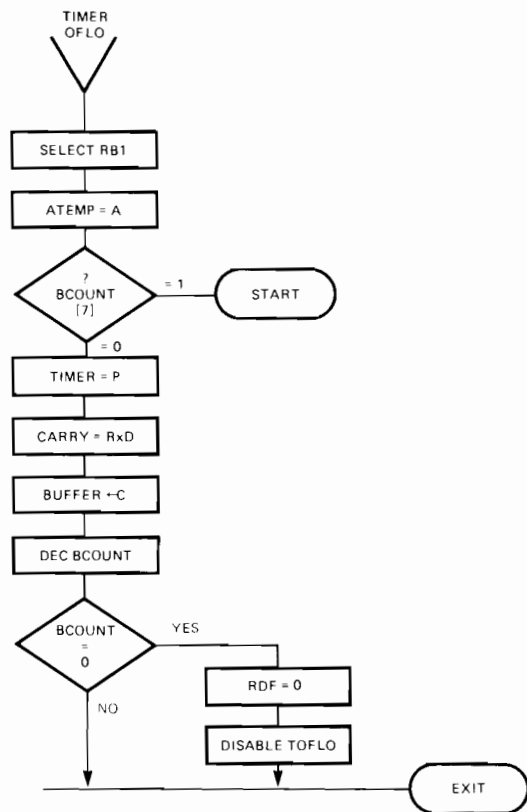 TIMER
OFLO
SELECT RB1
ATEMP = A
?
BCOUNT
[7]
= 1
START
= 0
TIMER = P
CARRY = RxD
BUFFER ←C
DEC BCOUNT
BCOUNT
=
0
YES
NO
RDF = 0
DISABLE TOFLO
EXIT